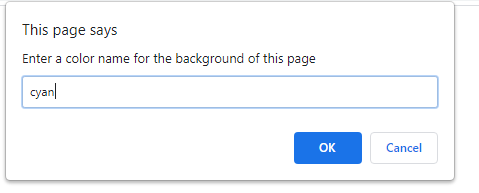 This page says
Enter a color name for the background of this page
cyan
OK
Cancel